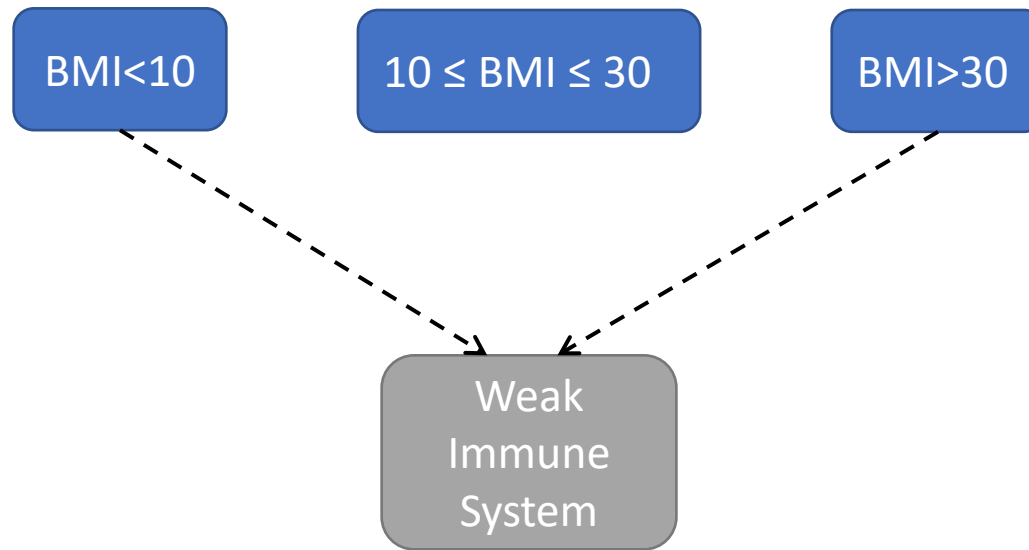 BMI<10
10 ≤ BMI ≤ 30
BMI>30
Weak
Immune
System